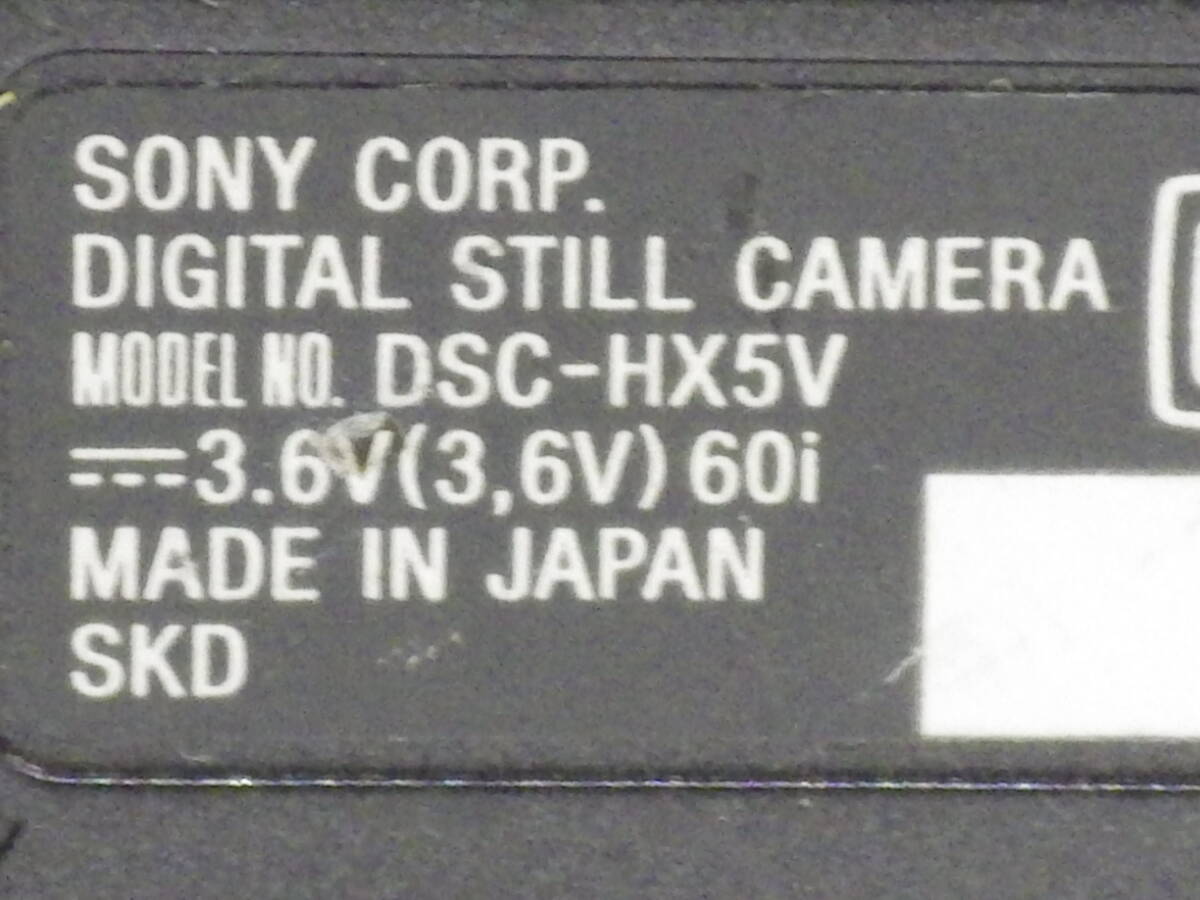 SONY CORP.
DIGITAL STILL CAMERA
MODEL NO. DSC-HX5V
⎓3.6V(3,6V) 60i
MADE IN JAPAN
SKD